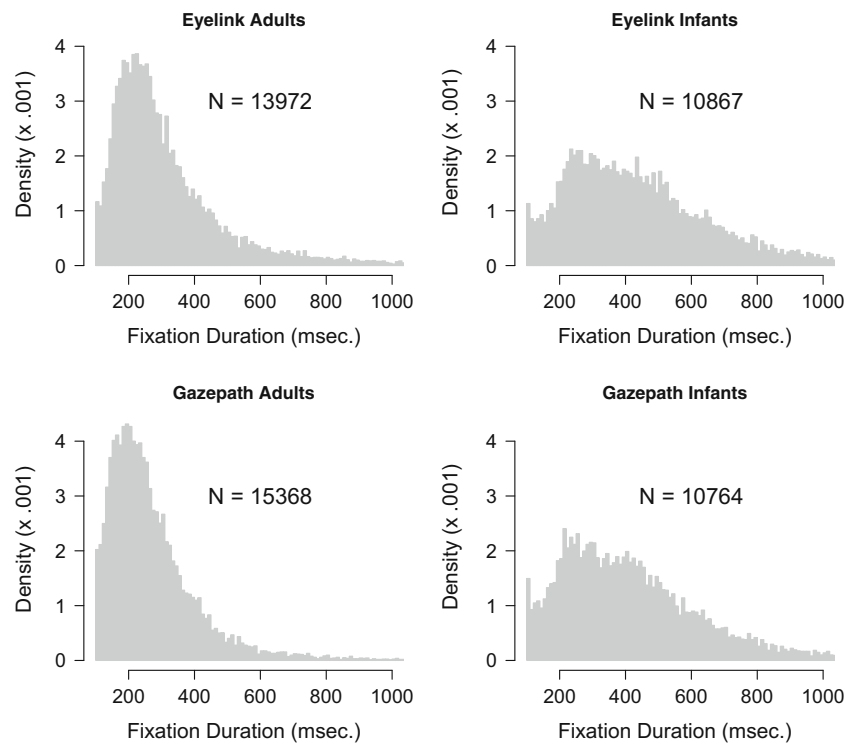 Eyelink Adults
Density (x .001)
4
3
2
1
0
N = 13972
200 400 600 800 1000
Fixation Duration (msec.)
Eyelink Infants
Density (x .001)
4
3
2
1
0
N = 10867
200 400 600 800 1000
Fixation Duration (msec.)
Gazepath Adults
Density (x .001)
4
3
2
1
0
N = 15368
200 400 600 800 1000
Fixation Duration (msec.)
Gazepath Infants
Density (x .001)
4
3
2
1
0
N = 10764
200 400 600 800 1000
Fixation Duration (msec.)